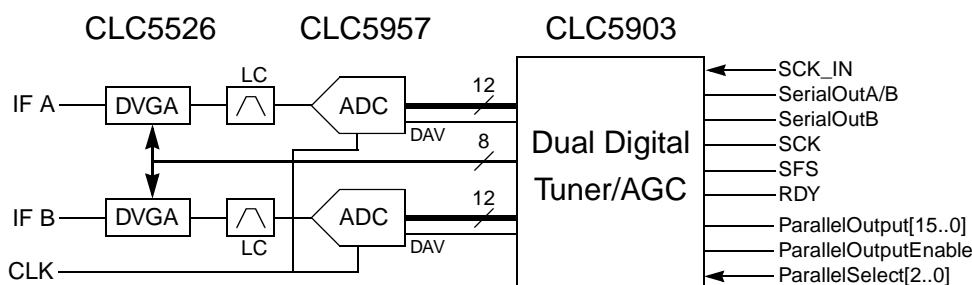 CLC5526 CLC5957 CLC5903
IF A
DVGA
LC
ADC
12
DAV
8
IF B
DVGA
LC
ADC
12
DAV
CLK
Dual Digital
Tuner/AGC
SCK_IN
SerialOutA/B
SerialOutB
SCK
SFS
RDY
ParallelOutput[15..0]
ParallelOutputEnable
ParallelSelect[2..0]